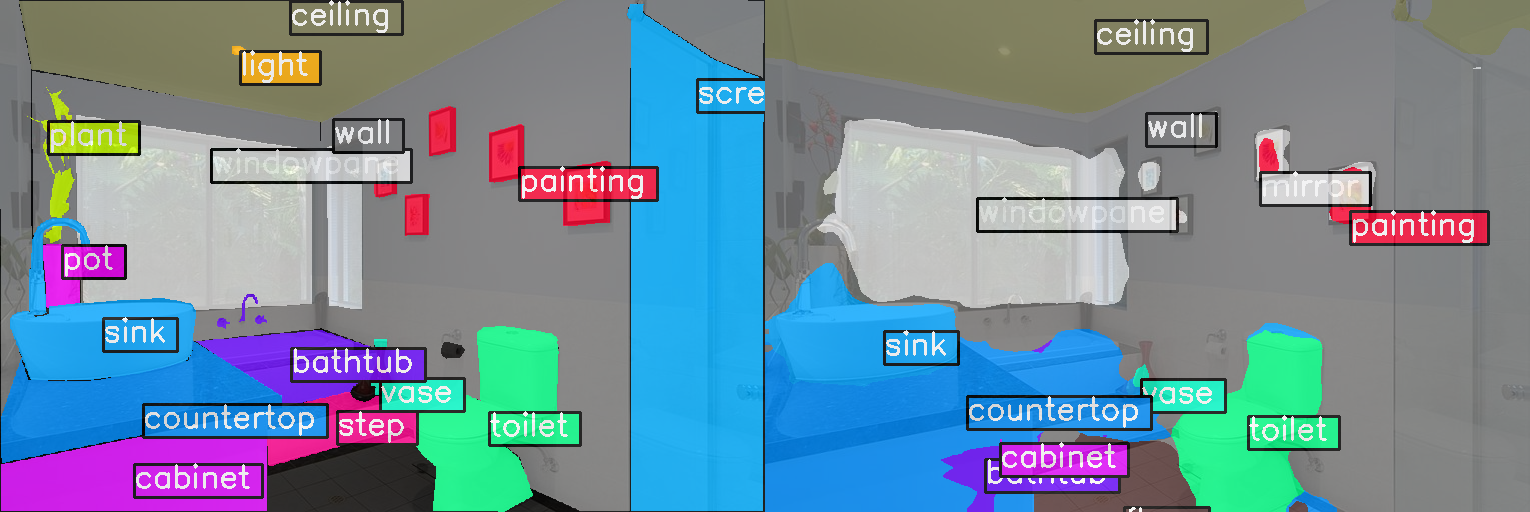 ceiling
light
plant
wall
windowpane
scre
painting
pot
sink
bathtub
vase
countertop
step
toilet
cabinet
ceiling
wall
mirror
windowpane
painting
sink
vase
countertop
toilet
cabinet
bathtub